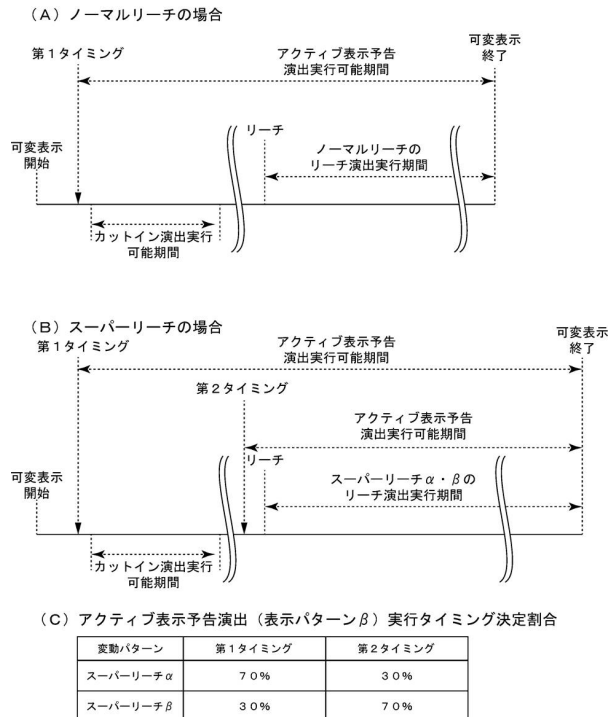 (A) ノーマルリーチの場合
第1タイミング
アクティブ表示予告
演出実行可能期間
可変表示
終了
リーチ
可変表示
開始
ノーマルリーチの
リーチ演出実行期間
カットイン演出実行
可能期間
(B) スーパーリーチの場合
第1タイミング
アクティブ表示予告
演出実行可能期間
可変表示
終了
第2タイミング
アクティブ表示予告
演出実行可能期間
リーチ
可変表示
開始
スーパーリーチα・βの
リーチ演出実行期間
カットイン演出実行
可能期間
(C) アクティブ表示予告演出(表示パターンβ)実行タイミング決定割合
変動パターン 第1タイミング 第2タイミング
スーパーリーチα 70% 30%
スーパーリーチβ 30% 70%